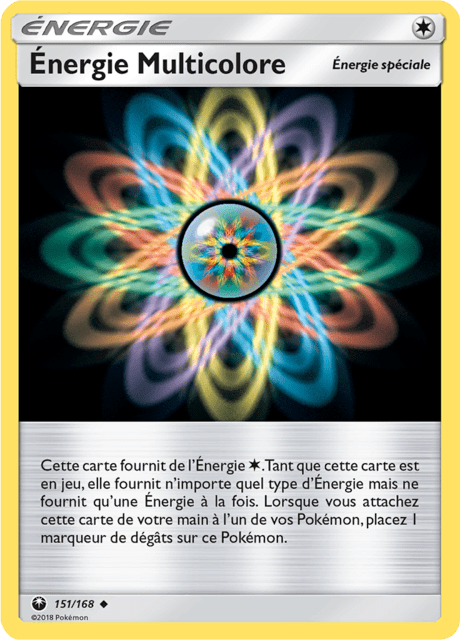 ÉNERGIE
Énergie Multicolore
Énergie spéciale
Cette carte fournit de l'Énergie . Tant que cette carte est
en jeu, elle fournit n'importe quel type d'Énergie mais ne
fournit qu'une Énergie à la fois. Lorsque vous attachez
cette carte de votre main à l'un de vos Pokémon, placez 1
marqueur de dégâts sur ce Pokémon.
151/168
©2018 Pokémon